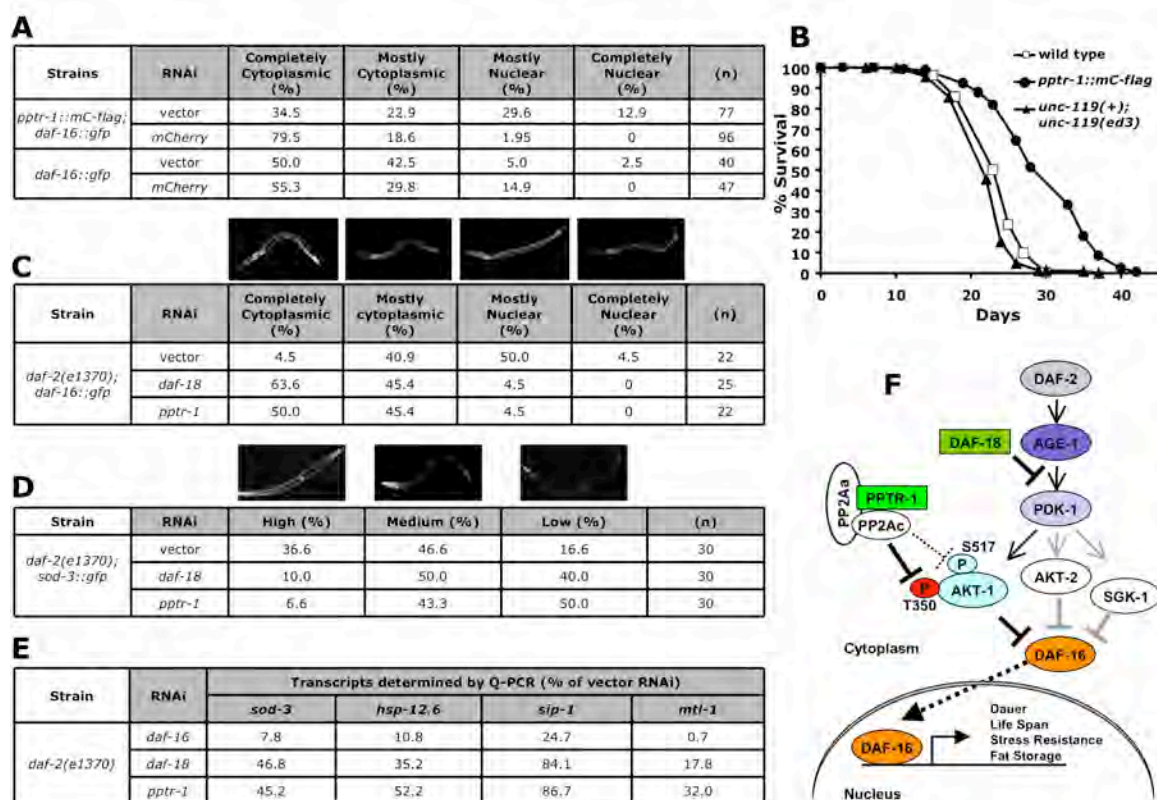 A
Strains RNAi Completely Cytoplasmic (%) Mostly Cytoplasmic (%) Mostly Nuclear (%) Completely Nuclear (%) (n)
pptr-1::mC-flag; daf-16::gfp vector 34.5 22.9 29.6 12.9 77
mCherry 79.5 18.6 1.95 0 96
daf-16::gfp vector 50.0 42.5 5.0 2.5 40
mCherry 55.3 29.8 14.9 0 47
B
wild type
pptr-1::mC-flag
unc-119(+);
unc-119(ed3)
% Survival
100
90
80
70
60
50
40
30
20
10
0
0 10 20 30 40
Days
C
Strain RNAi Completely Cytoplasmic (%) Mostly cytoplasmic (%) Mostly Nuclear (%) Completely Nuclear (%) (n)
daf-2(e1370); daf-16::gfp vector 4.5 40.9 50.0 4.5 22
daf-18 63.6 45.4 4.5 0 25
pptr-1 50.0 45.4 4.5 0 22
D
Strain RNAi High (%) Medium (%) Low (%) (n)
daf-2(e1370); sod-3::gfp vector 36.6 46.6 16.6 30
daf-18 10.0 50.0 40.0 30
pptr-1 6.6 43.3 50.0 30
E
Strain RNAi Transcripts determined by Q-PCR (% of vector RNAi)
sod-3 hsp-12.6 sip-1 mtl-1
daf-2(e1370) daf-16 7.8 10.8 24.7 0.7
daf-18 46.8 35.2 84.1 17.8
pptr-1 45.2 52.2 86.7 32.0
F
DAF-2
DAF-18 AGE-1
PP2Aa PPTR-1 PDK-1
PP2Ac
S517
P
P AKT-1 AKT-2
T350 SGK-1
Cytoplasm DAF-16
Dauer
Life Span
Stress Resistance
Fat Storage
DAF-16
Nucleus